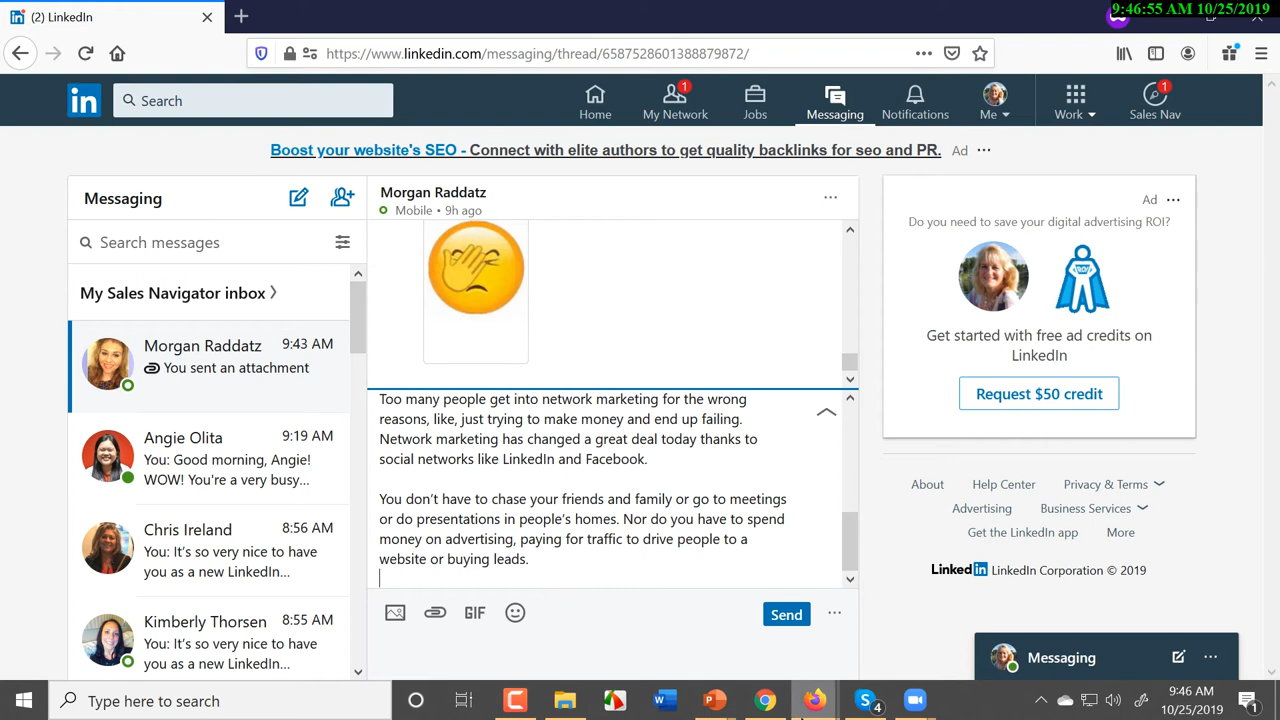 9:46:55 AM 10/25/2019
(2) LinkedIn
https://www.linkedin.com/messaging/thread/6587528601388879872/
in
Search
1
Home
My Network
Jobs
Messaging
Notifications
Me
Work
1
Sales Nav
Boost your website's SEO - Connect with elite authors to get quality backlinks for seo and PR.
Ad
Messaging
Search messages
My Sales Navigator inbox
Morgan Raddatz
9:43 AM
You sent an attachment
Angie Olita
9:19 AM
You: Good morning, Angie!
WOW! You're a very busy...
Chris Ireland
8:56 AM
You: It's so very nice to have
you as a new LinkedIn...
Kimberly Thorsen
8:55 AM
You: It's so very nice to have
you as a new LinkedIn...
Morgan Raddatz
Mobile • 9h ago
Too many people get into network marketing for the wrong
reasons, like, just trying to make money and end up failing.
Network marketing has changed a great deal today thanks to
social networks like LinkedIn and Facebook.
You don't have to chase your friends and family or go to meetings
or do presentations in people's homes. Nor do you have to spend
money on advertising, paying for traffic to drive people to a
website or buying leads.
GIF
Send
Ad
Do you need to save your digital advertising ROI?
ROI
Get started with free ad credits on
LinkedIn
Request $50 credit
About
Help Center
Privacy & Terms
Advertising
Business Services
Get the LinkedIn app
More
LinkedIn LinkedIn Corporation © 2019
Messaging
Type here to search
4
9:46 AM
10/25/2019
1